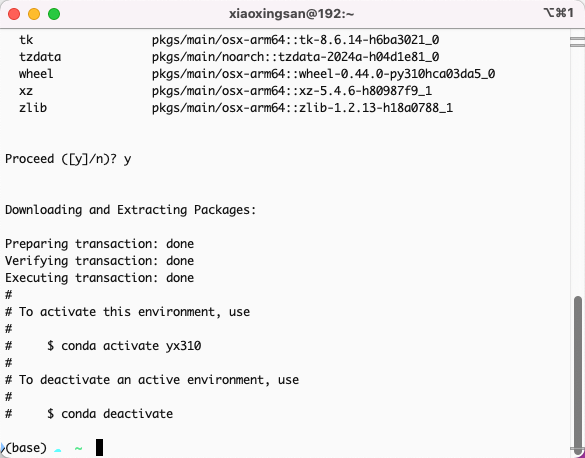 xiaoxingsan@192:~
⌥⌘1
tk pkgs/main/osx-arm64::tk-8.6.14-h6ba3021_0
tzdata pkgs/main/noarch::tzdata-2024a-h04d1e81_0
wheel pkgs/main/osx-arm64::wheel-0.44.0-py310hca03da5_0
xz pkgs/main/osx-arm64::xz-5.4.6-h80987f9_1
zlib pkgs/main/osx-arm64::zlib-1.2.13-h18a0788_1
Proceed ([y]/n)? y
Downloading and Extracting Packages:
Preparing transaction: done
Verifying transaction: done
Executing transaction: done
#
# To activate this environment, use
#
#     $ conda activate yx310
#
# To deactivate an active environment, use
#
#     $ conda deactivate
(base) ~